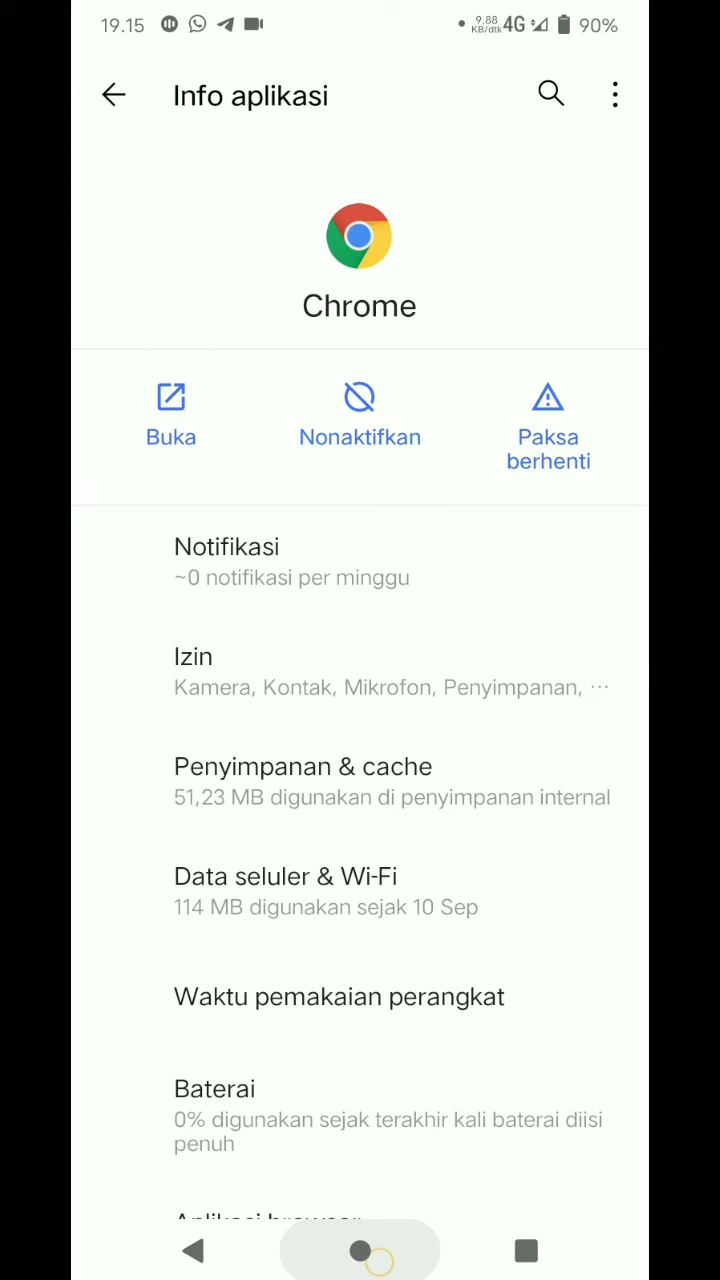 19.15
9.88
KB/dtk 4G 90%
Info aplikasi
Chrome
Buka
Nonaktifkan
Paksa
berhenti
Notifikasi
~0 notifikasi per minggu
Izin
Kamera, Kontak, Mikrofon, Penyimpanan, ...
Penyimpanan & cache
51,23 MB digunakan di penyimpanan internal
Data seluler & Wi-Fi
114 MB digunakan sejak 10 Sep
Waktu pemakaian perangkat
Baterai
0% digunakan sejak terakhir kali baterai diisi
penuh
Aplikasi browser